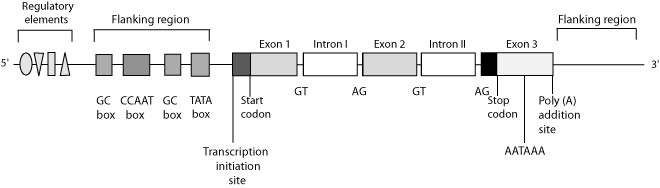 Regulatory
elements
Flanking region
Flanking region
5'
Exon 1
Intron I
Exon 2
Intron II
Exon 3
3'
GT
AG
GT
AG
GC
box
CCAAT
box
GC
box
TATA
box
Start
codon
Stop
codon
Poly (A)
addition
site
Transcription
initiation
site
AATAAA